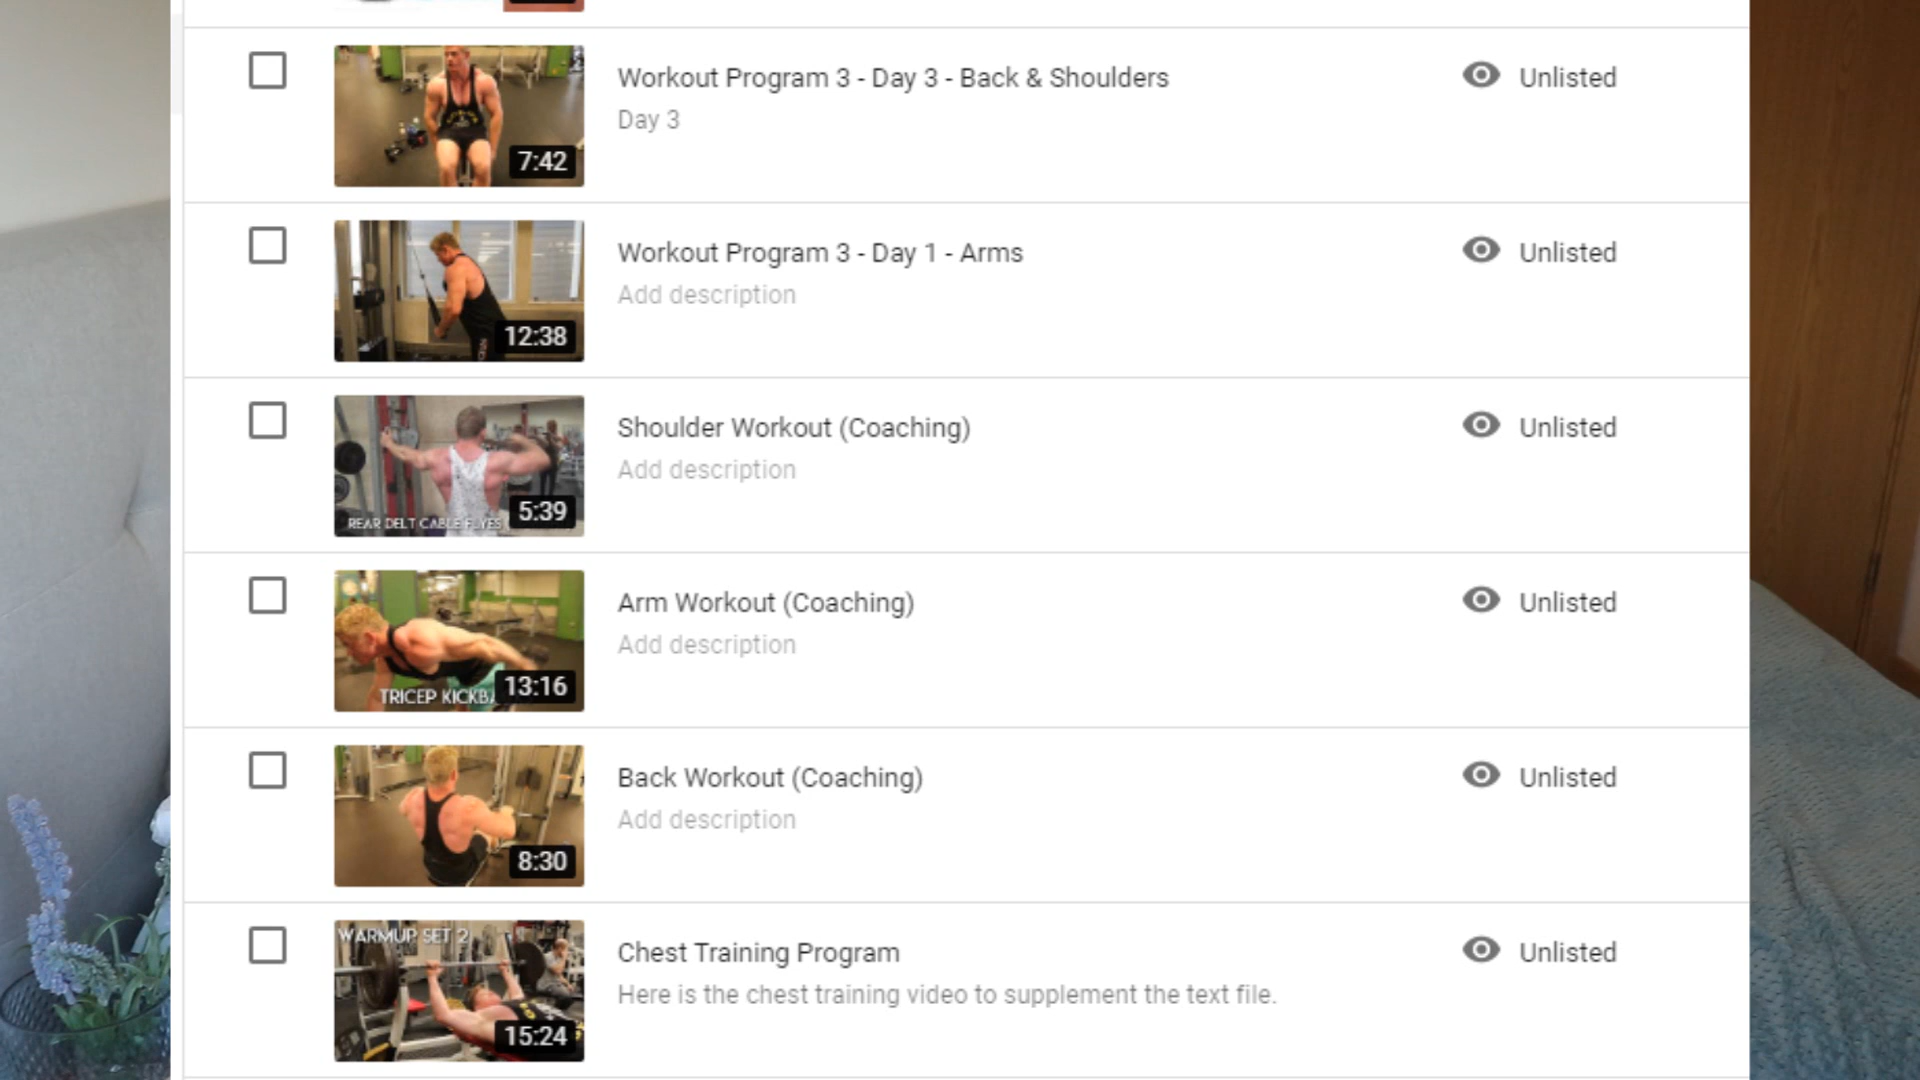 Workout Program 3 - Day 3 - Back & Shoulders
Unlisted
Day 3
7:42
Workout Program 3 - Day 1 - Arms
Unlisted
Add description
12:38
Shoulder Workout (Coaching)
Unlisted
Add description
REAR DELT CABLE FLYES
5:39
Arm Workout (Coaching)
Unlisted
Add description
TRICEP
13:16
Back Workout (Coaching)
Unlisted
Add description
8:30
WARMUP SET 2
Chest Training Program
Unlisted
Here is the chest training video to supplement the text file.
15:24